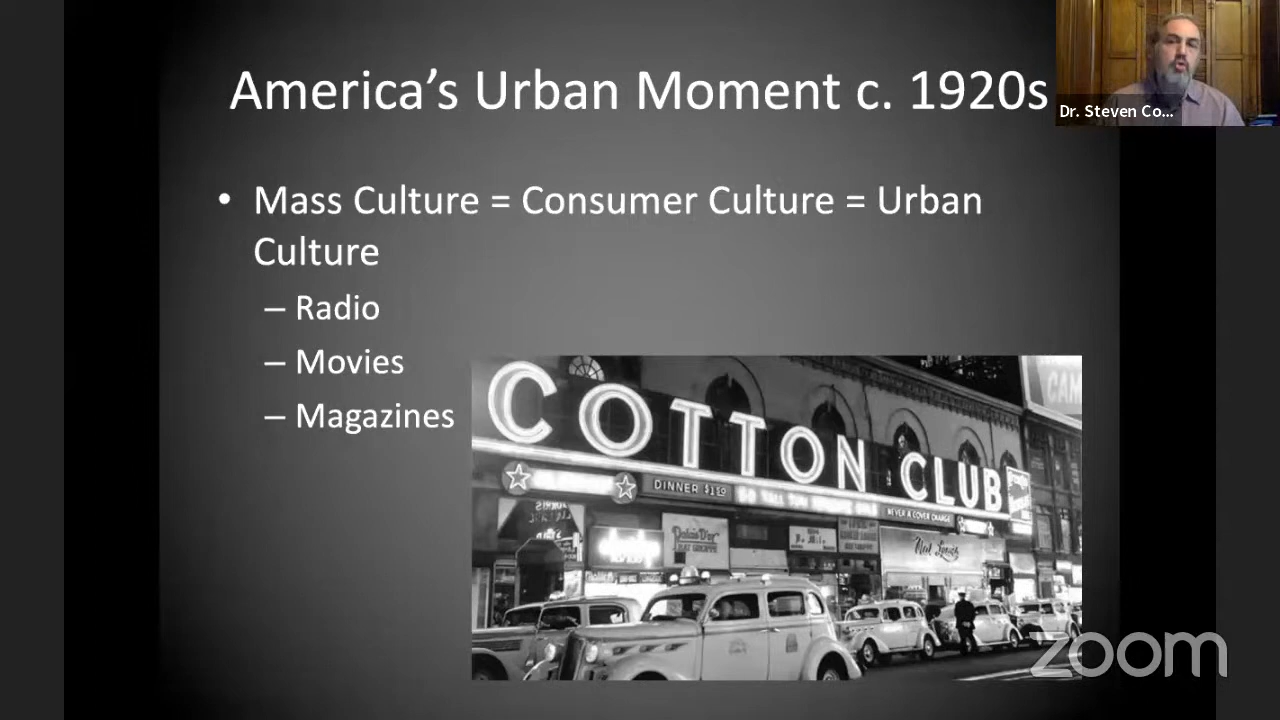 America's Urban Moment c. 1920s
Dr. Steven Co...
• Mass Culture = Consumer Culture = Urban
Culture
– Radio
– Movies
– Magazines
COTTON CLUB
DINNER $1.50
NEVER A COVER CHARGE
zoom